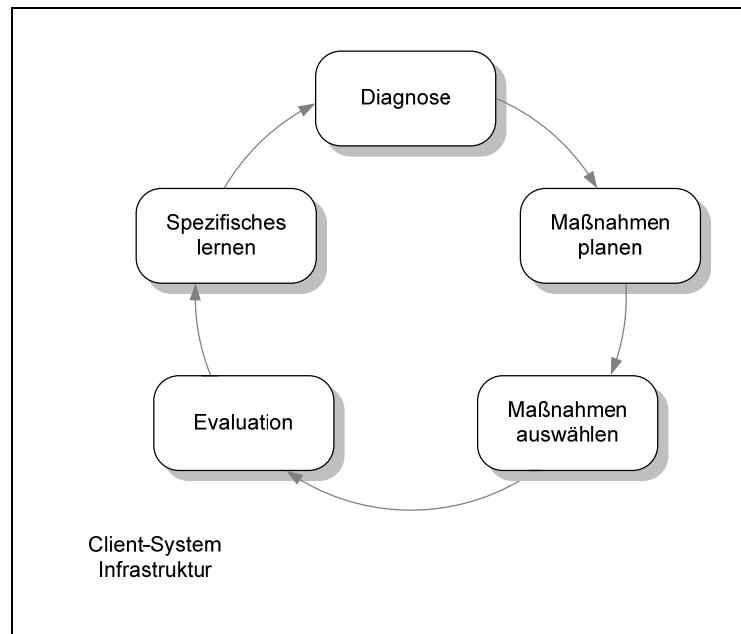 Diagnose
Maßnahmen
planen
Maßnahmen
auswählen
Evaluation
Spezifisches
lernen
Client-System
Infrastruktur